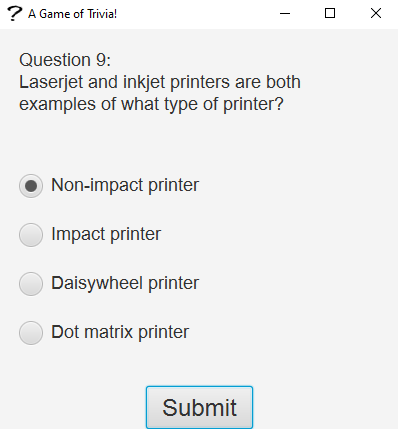 A Game of Trivia!
Question 9:
Laserjet and inkjet printers are both
examples of what type of printer?
Non-impact printer
Impact printer
Daisywheel printer
Dot matrix printer
Submit